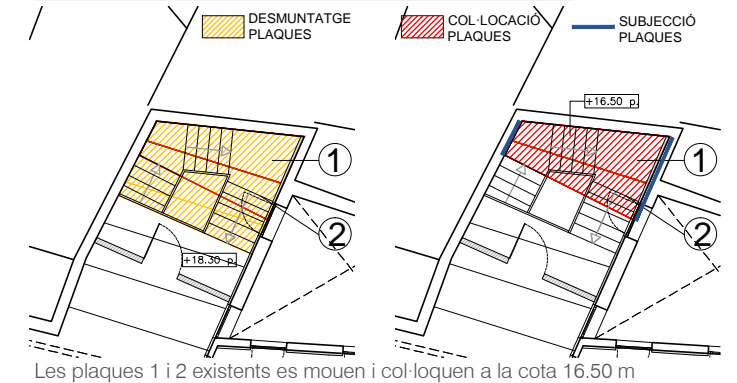 DESMUNTATGE
PLAQUES
COL·LOCACIÓ
PLAQUES
SUBJECCIÓ
PLAQUES
1
2
+18.30 p.
+16.50 p.
1
2
Les plaques 1 i 2 existents es mouen i col·loquen a la cota 16.50 m